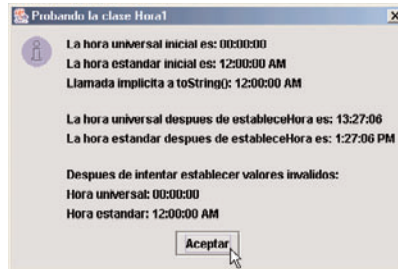 Probando la clase Hora1
La hora universal inicial es: 00:00:00
La hora estandar inicial es: 12:00:00 AM
Llamada implicita a toString(): 12:00:00 AM
La hora universal despues de estableceHora es: 13:27:06
La hora estandar despues de estableceHora es: 1:27:06 PM
Despues de intentar establecer valores invalidos:
Hora universal: 00:00:00
Hora estandar: 12:00:00 AM
Aceptar